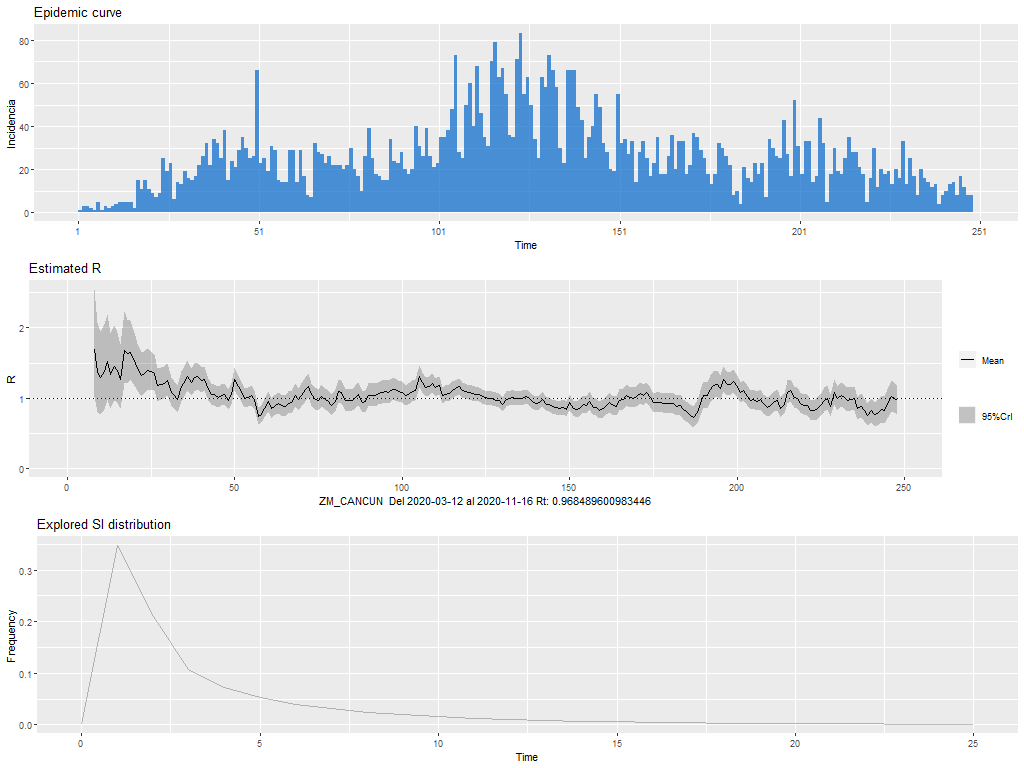 Epidemic curve
Incidencia
80
60
40
20
0
1 51 101 151 201 251
Time
Estimated R
R
2
1
0
0 50 100 150 200 250
Mean
95%CrI
ZM_CANCUN Del 2020-03-12 al 2020-11-16 Rt: 0.968489600983446
Explored SI distribution
Frequency
0.3
0.2
0.1
0.0
0 5 10 15 20 25
Time